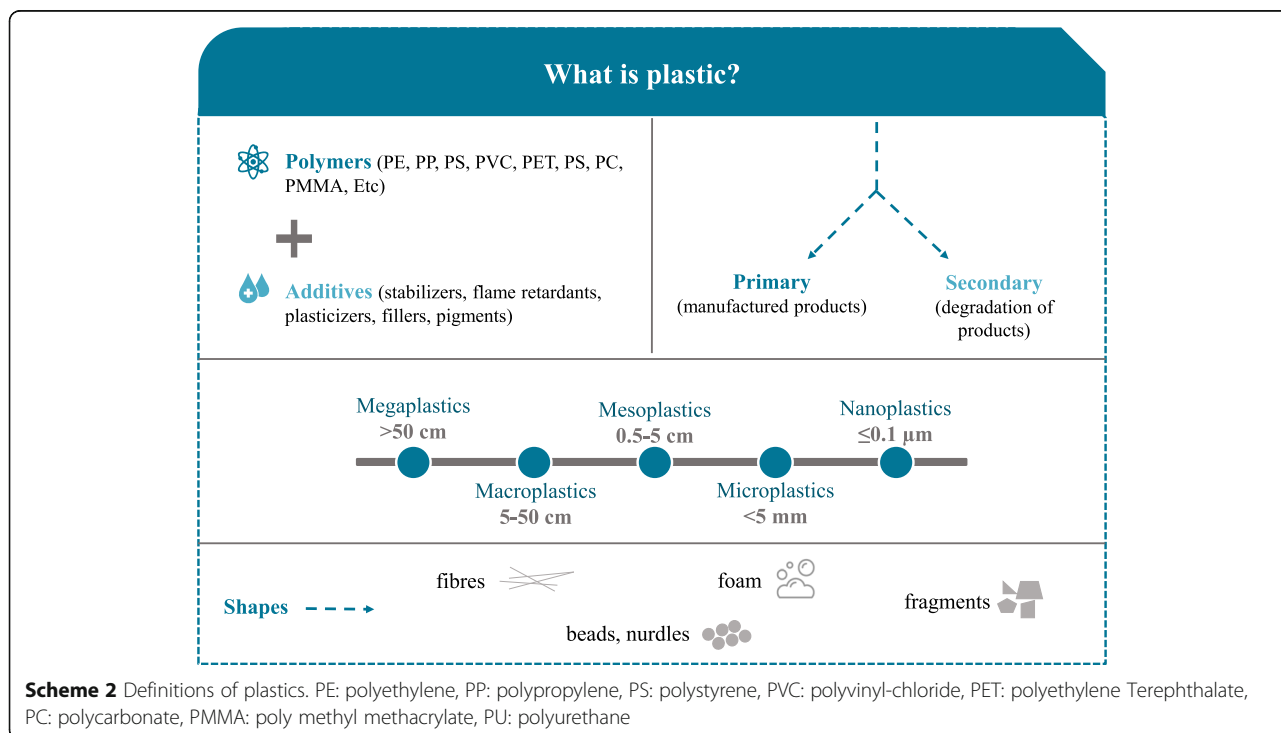 What is plastic?
Polymers (PE, PP, PS, PVC, PET, PS, PC,
PMMA, Etc)
Additives (stabilizers, flame retardants,
plasticizers, fillers, pigments)
Primary
(manufactured products)
Secondary
(degradation of
products)
Megaplastics
>50 cm
Macroplastics
5-50 cm
Mesoplastics
0.5-5 cm
Microplastics
<5 mm
Nanoplastics
≤0.1 µm
Shapes
fibres
beads, nurdles
foam
fragments
Scheme 2 Definitions of plastics. PE: polyethylene, PP: polypropylene, PS: polystyrene, PVC: polyvinyl-chloride, PET: polyethylene Terephthalate,
PC: polycarbonate, PMMA: poly methyl methacrylate, PU: polyurethane